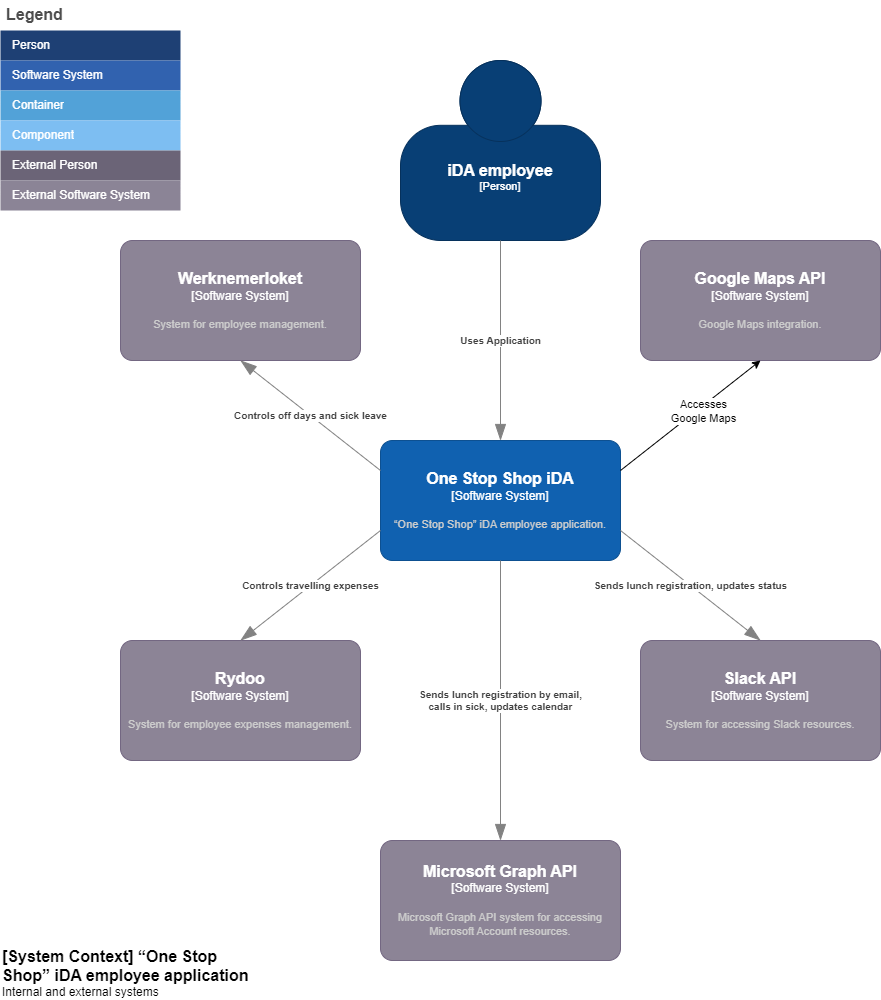 Legend
Person
Software System
Container
Component
External Person
External Software System
iDA employee
[Person]
Werknemerloket
[Software System]
System for employee management.
Google Maps API
[Software System]
Google Maps integration.
Uses Application
Controls off days and sick leave
Accesses
Google Maps
One Stop Shop iDA
[Software System]
“One Stop Shop” iDA employee application.
Controls travelling expenses
Sends lunch registration, updates status
Rydoo
[Software System]
System for employee expenses management.
Sends lunch registration by email,
calls in sick, updates calendar
Slack API
[Software System]
System for accessing Slack resources.
Microsoft Graph API
[Software System]
Microsoft Graph API system for accessing
Microsoft Account resources.
[System Context] “One Stop
Shop” iDA employee application
Internal and external systems